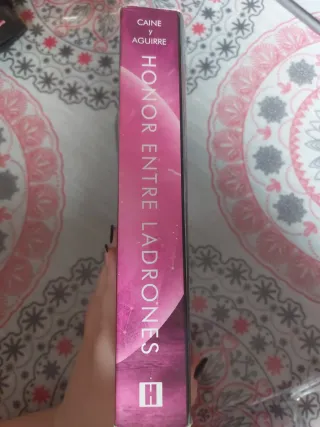 CAINE
Y
AGUIRRE
HONOR ENTRE LADRONES
H